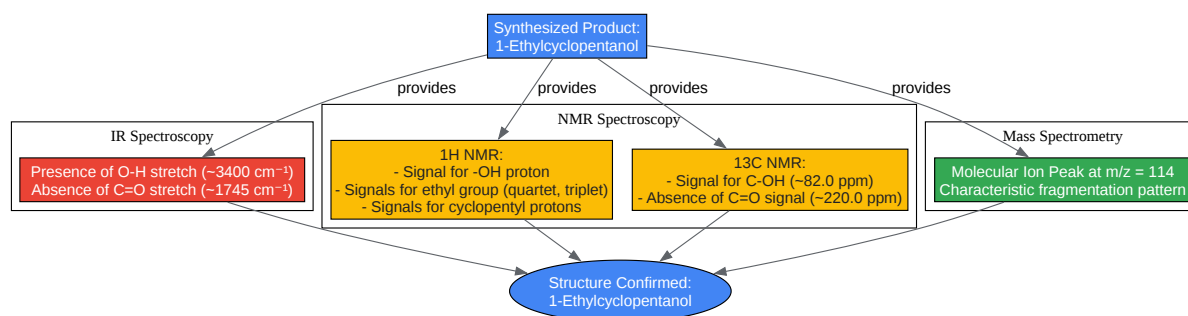 Synthesized Product:
1-Ethylcyclopentanol
provides
provides
provides
provides
IR Spectroscopy
Presence of O-H stretch (~3400 cm⁻¹)
Absence of C=O stretch (~1745 cm⁻¹)
NMR Spectroscopy
1H NMR:
- Signal for -OH proton
- Signals for ethyl group (quartet, triplet)
- Signals for cyclopentyl protons
13C NMR:
- Signal for C-OH (~82.0 ppm)
- Absence of C=O signal (~220.0 ppm)
Mass Spectrometry
Molecular Ion Peak at m/z = 114
Characteristic fragmentation pattern
Structure Confirmed:
1-Ethylcyclopentanol